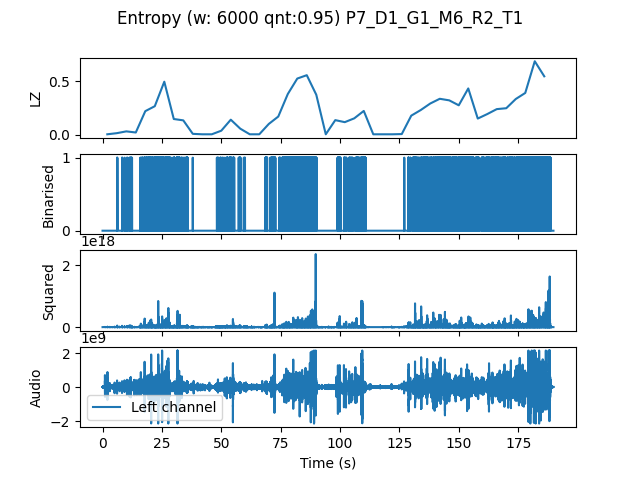 Entropy (w: 6000 qnt:0.95) P7_D1_G1_M6_R2_T1
LZ
0.5
0.0
Binarised
1
0
1e18
Squared
2
0
1e9
Audio
2
0
−2
Left channel
0 25 50 75 100 125 150 175
Time (s)